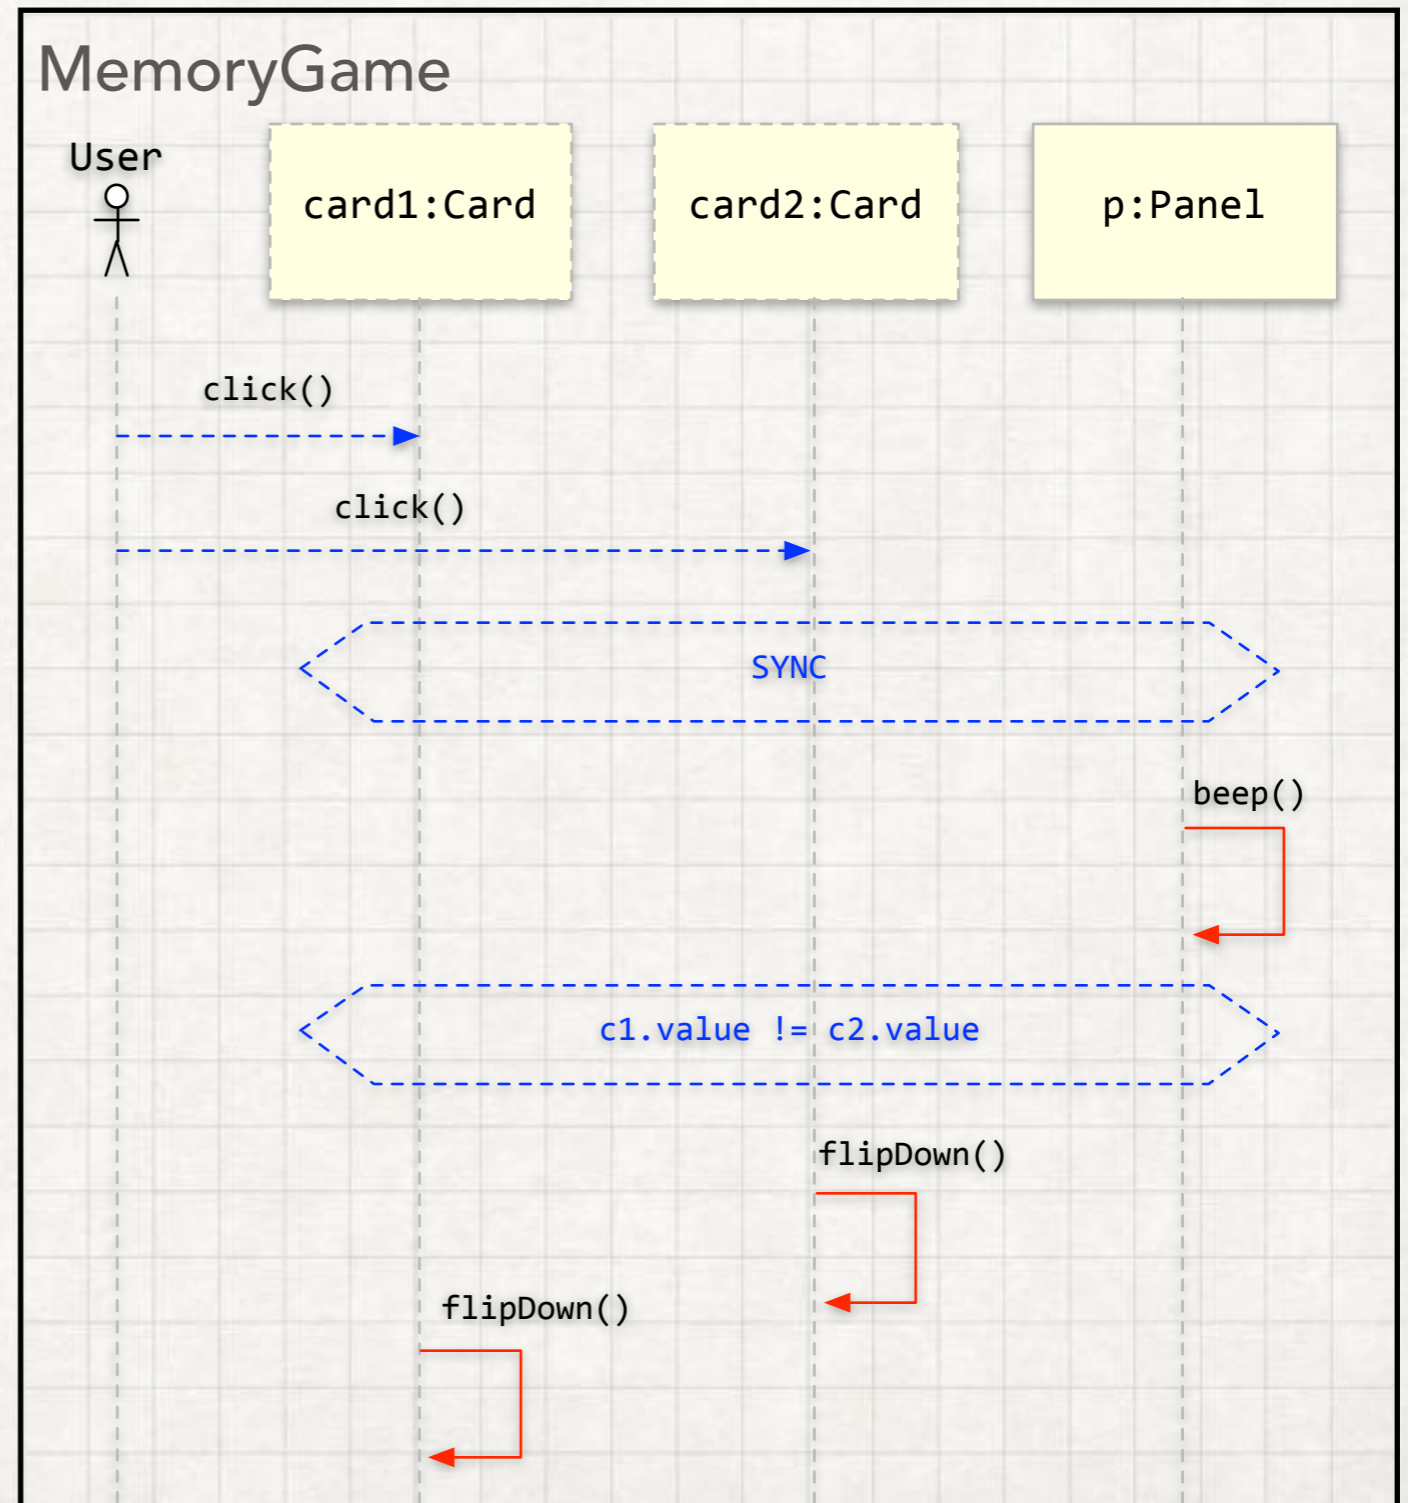 MemoryGame
User
card1:Card
card2:Card
p:Panel
click()
click()
SYNC
beep()
c1.value != c2.value
flipDown()
flipDown()